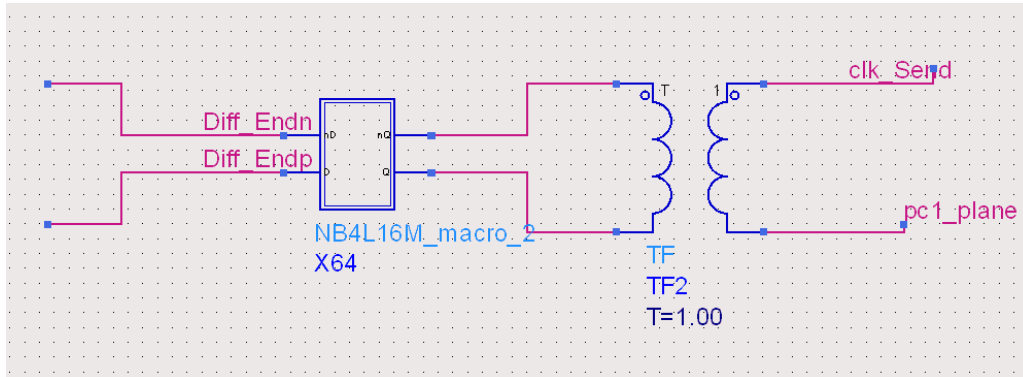 clk_Send
T
1
Diff_Endn
nD
nQ
Diff_Endp
D
Q
pc1_plane
NB4L16M_macro_2
X64
TF
TF2
T=1.00